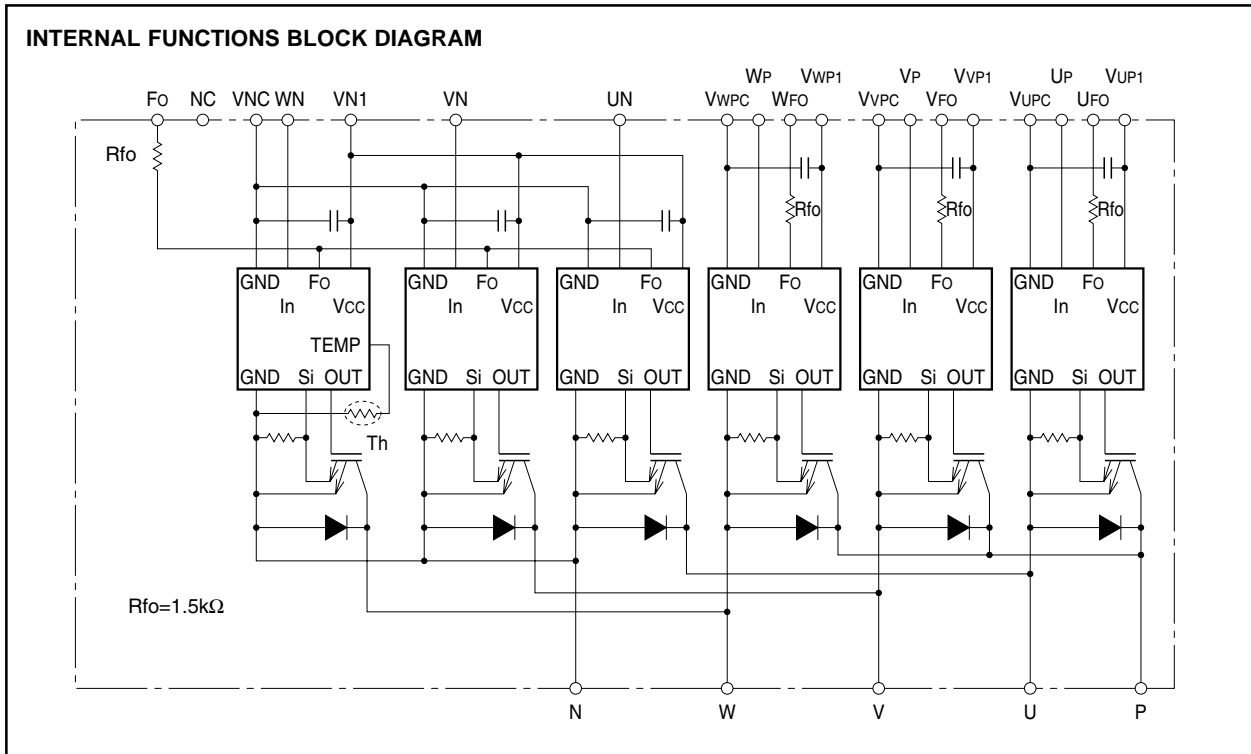 INTERNAL FUNCTIONS BLOCK DIAGRAM
WP VWP1 VP VVP1 UP VUP1
FO NC VNC WN VN1 VN UN VWPC WFO VVPC VFO VUPC UFO
Rfo
Rfo Rfo Rfo
GND FO GND FO GND FO GND FO GND FO GND FO
In VCC In VCC In VCC In VCC In VCC In VCC
TEMP
GND Si OUT GND Si OUT GND Si OUT GND Si OUT GND Si OUT GND Si OUT
Th
Rfo=1.5kΩ
N W V U P